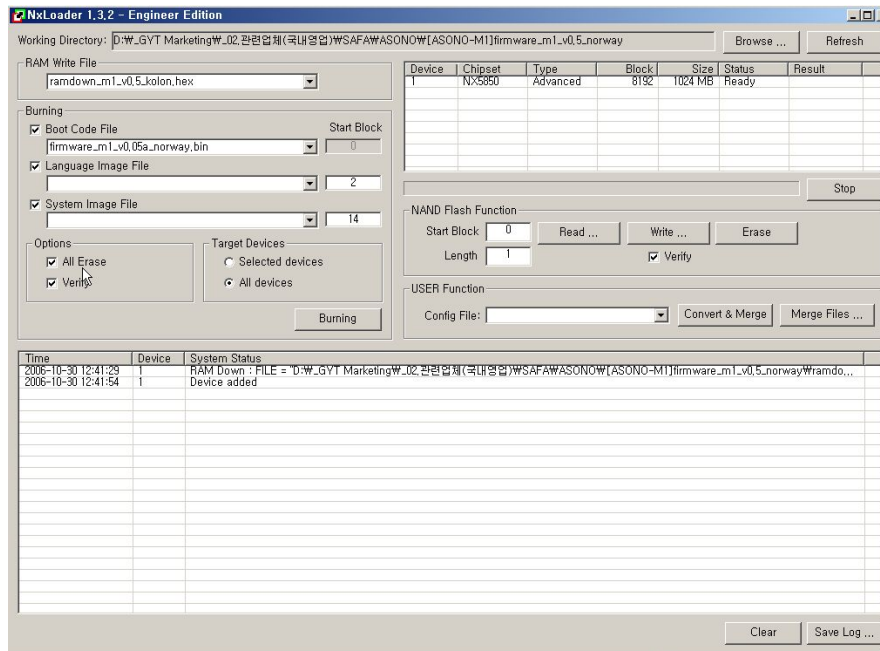 NxLoader 1.3.2 - Engineer Edition
Working Directory: D:₩_GYT Marketing₩_02.관련업체(국내영업)₩SAFA₩ASONO₩[ASONO-M1]firmware_m1_v0.5_norway
Browse ...
Refresh
RAM Write File
ramdown_m1_v0.5_kolon.hex
Burning
Boot Code File
Start Block
firmware_m1_v0.05a_norway.bin
0
Language Image File
2
System Image File
14
Options
All Erase
Verify
Target Devices
Selected devices
All devices
Burning
Device Chipset Type Block Size Status Result
1 NX5850 Advanced 8192 1024 MB Ready
Stop
NAND Flash Function
Start Block 0 Read ... Write ... Erase
Length 1 Verify
USER Function
Config File: Convert & Merge Merge Files ...
Time Device System Status
2006-10-30 12:41:29 1 RAM Down : FILE = "D:₩_GYT Marketing₩_02.관련업체(국내영업)₩SAFA₩ASONO₩[ASONO-M1]firmware_m1_v0.5_norway₩ramdo...
2006-10-30 12:41:54 1 Device added
Clear
Save Log ...